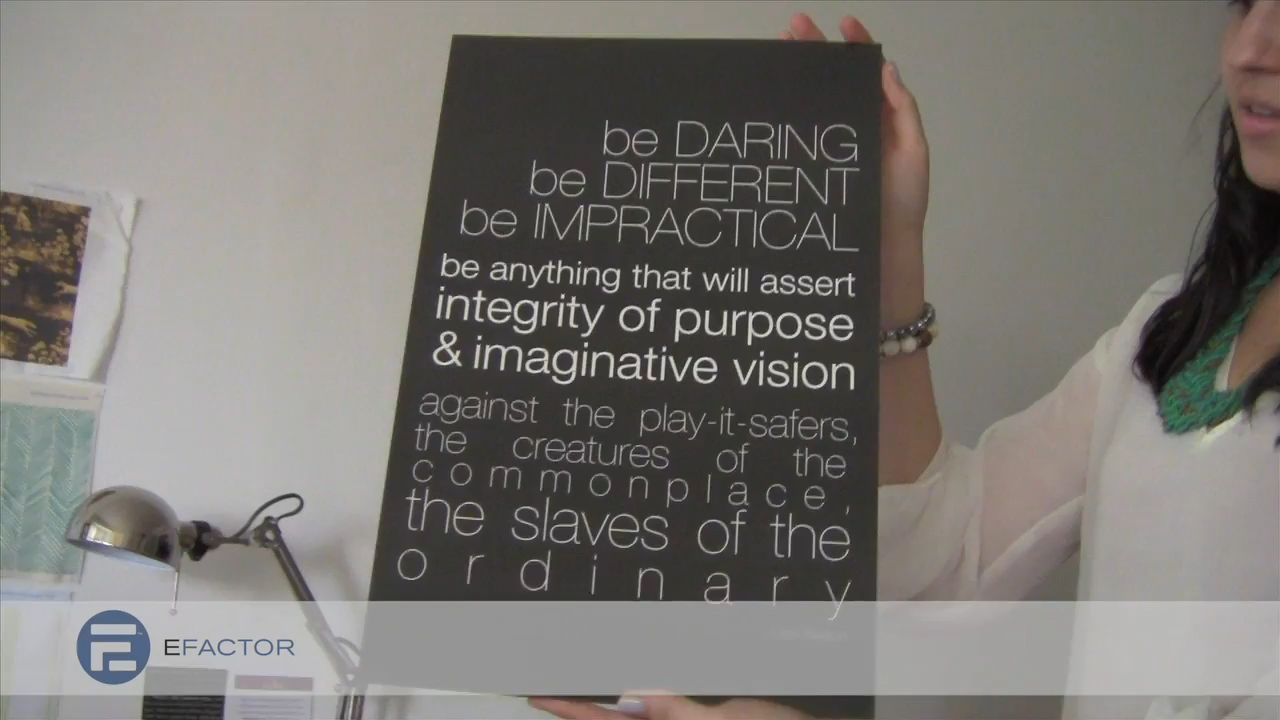 be DARING
be DIFFERENT
be IMPRACTICAL
be anything that will assert
integrity of purpose
& imaginative vision
against the play-it-safers,
the creatures of the
commonplace,
the slaves of the
ordinary
EFACTOR